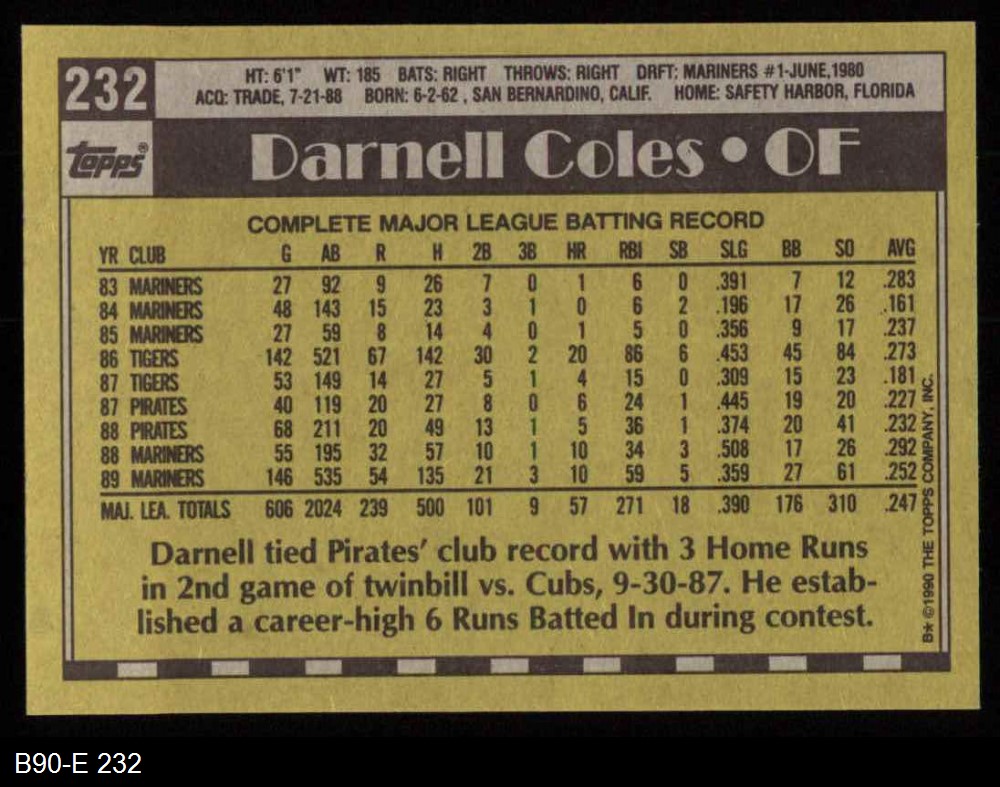 232
HT: 6'1" WT: 185 BATS: RIGHT THROWS: RIGHT DRFT: MARINERS #1-JUNE,1980
ACQ: TRADE, 7-21-88 BORN: 6-2-62 , SAN BERNARDINO, CALIF. HOME: SAFETY HARBOR, FLORIDA
Topps®
Darnell Coles • OF
COMPLETE MAJOR LEAGUE BATTING RECORD
YR CLUB G AB R H 2B 3B HR RBI SB SLG BB SO AVG
83 MARINERS 27 92 9 26 7 0 1 6 0 .391 7 12 .283
84 MARINERS 48 143 15 23 3 1 0 6 2 .196 17 26 .161
85 MARINERS 27 59 8 14 4 0 1 5 0 .356 9 17 .237
86 TIGERS 142 521 67 142 30 2 20 86 6 .453 45 84 .273
87 TIGERS 53 149 14 27 5 1 4 15 0 .309 15 23 .181
87 PIRATES 40 119 20 27 8 0 6 24 1 .445 19 20 .227
88 PIRATES 68 211 20 49 13 1 5 36 1 .374 20 41 .232
88 MARINERS 55 195 32 57 10 1 10 34 3 .508 17 26 .292
89 MARINERS 146 535 54 135 21 3 10 59 5 .359 27 61 .252
MAJ. LEA. TOTALS 606 2024 239 500 101 9 57 271 18 .390 176 310 .247
Darnell tied Pirates' club record with 3 Home Runs
in 2nd game of twinbill vs. Cubs, 9-30-87. He estab-
lished a career-high 6 Runs Batted In during contest.
B* ©1990 THE TOPPS COMPANY, INC.
B90-E 232